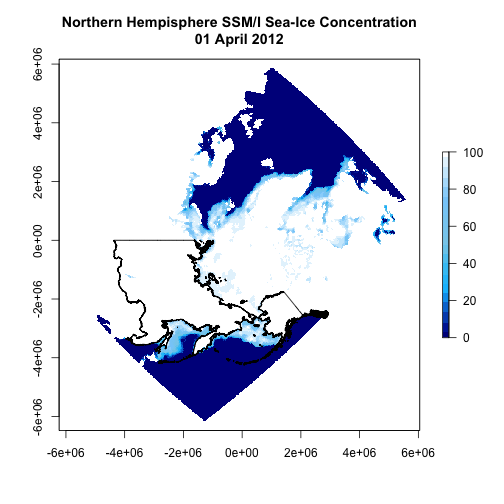 Northern Hempisphere SSM/I Sea-Ice Concentration
01 April 2012
6e+06
4e+06
2e+06
0e+00
-2e+06
-4e+06
-6e+06
100
80
60
40
20
0
-6e+06 -4e+06 -2e+06 0e+00 2e+06 4e+06 6e+06